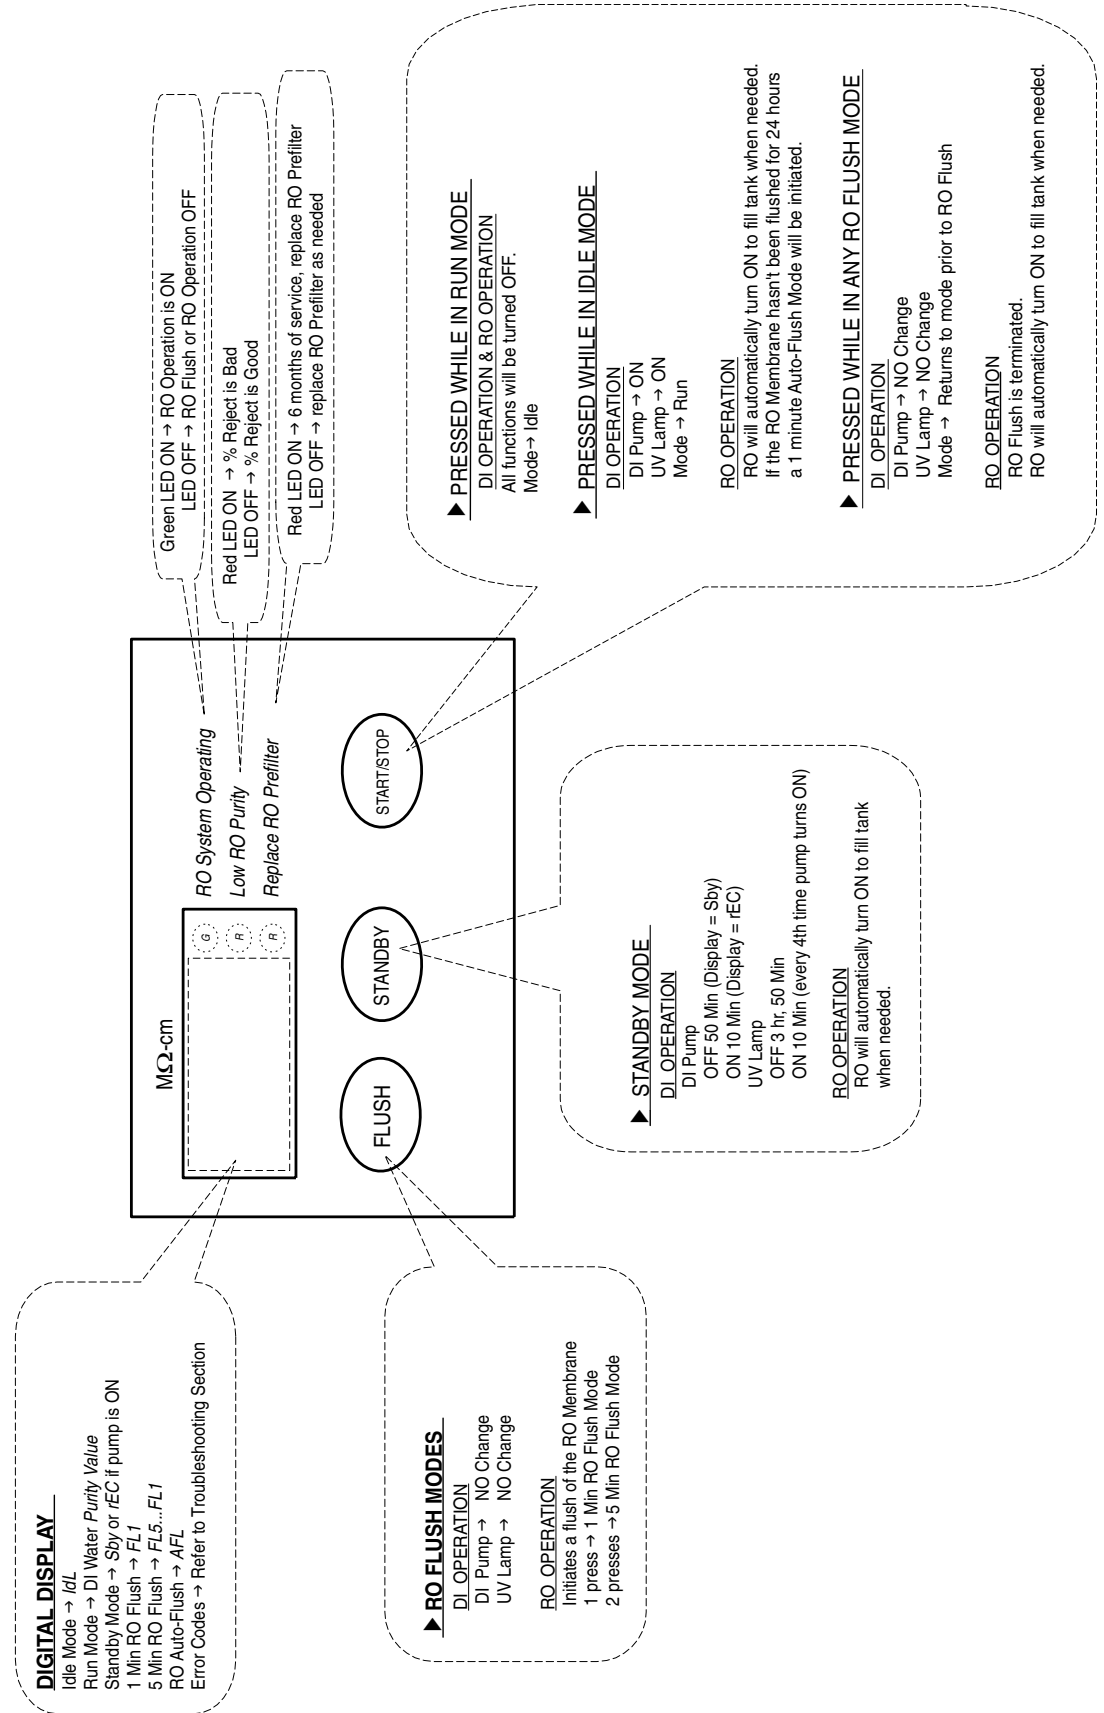 DIGITAL DISPLAY
Idle Mode → IdL
Run Mode → DI Water Purity Value
Standby Mode → Sby or rEC if pump is ON
1 Min RO Flush → FL1
5 Min RO Flush → FL5...FL1
RO Auto-Flush → AFL
Error Codes → Refer to Troubleshooting Section
MΩ-cm
G
R
R
RO System Operating
Low RO Purity
Replace RO Prefilter
FLUSH
STANDBY
START/STOP
Green LED ON → RO Operation is ON
LED OFF → RO Flush or RO Operation OFF
Red LED ON → % Reject is Bad
LED OFF → % Reject is Good
Red LED ON → 6 months of service, replace RO Prefilter
LED OFF → replace RO Prefilter as needed
▶ RO FLUSH MODES
DI OPERATION
DI Pump → NO Change
UV Lamp → NO Change
RO OPERATION
Initiates a flush of the RO Membrane
1 press → 1 Min RO Flush Mode
2 presses → 5 Min RO Flush Mode
▶ STANDBY MODE
DI OPERATION
DI Pump
OFF 50 Min (Display = Sby)
ON 10 Min (Display = rEC)
UV Lamp
OFF 3 hr, 50 Min
ON 10 Min (every 4th time pump turns ON)
RO OPERATION
RO will automatically turn ON to fill tank
when needed.
▶ PRESSED WHILE IN RUN MODE
DI OPERATION & RO OPERATION
All functions will be turned OFF.
Mode → Idle
▶ PRESSED WHILE IN IDLE MODE
DI OPERATION
DI Pump → ON
UV Lamp → ON
Mode → Run
RO OPERATION
RO will automatically turn ON to fill tank when needed.
If the RO Membrane hasn't been flushed for 24 hours
a 1 minute Auto-Flush Mode will be initiated.
▶ PRESSED WHILE IN ANY RO FLUSH MODE
DI OPERATION
DI Pump → NO Change
UV Lamp → NO Change
Mode → Returns to mode prior to RO Flush
RO OPERATION
RO Flush is terminated.
RO will automatically turn ON to fill tank when needed.